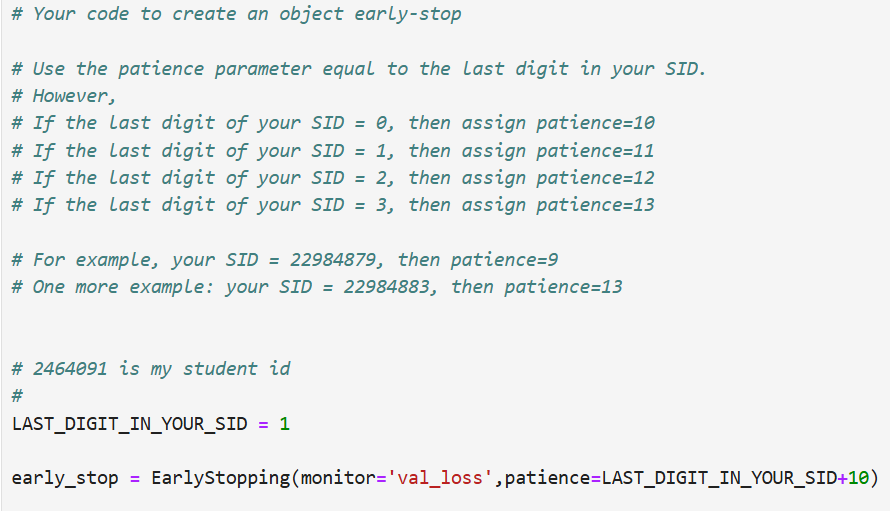 # Your code to create an object early-stop
# Use the patience parameter equal to the last digit in your SID.
# However,
# If the last digit of your SID = 0, then assign patience=10
# If the last digit of your SID = 1, then assign patience=11
# If the last digit of your SID = 2, then assign patience=12
# If the last digit of your SID = 3, then assign patience=13
# For example, your SID = 22984879, then patience=9
# One more example: your SID = 22984883, then patience=13
# 2464091 is my student id
#
LAST_DIGIT_IN_YOUR_SID = 1
early_stop = EarlyStopping(monitor='val_loss',patience=LAST_DIGIT_IN_YOUR_SID+10)